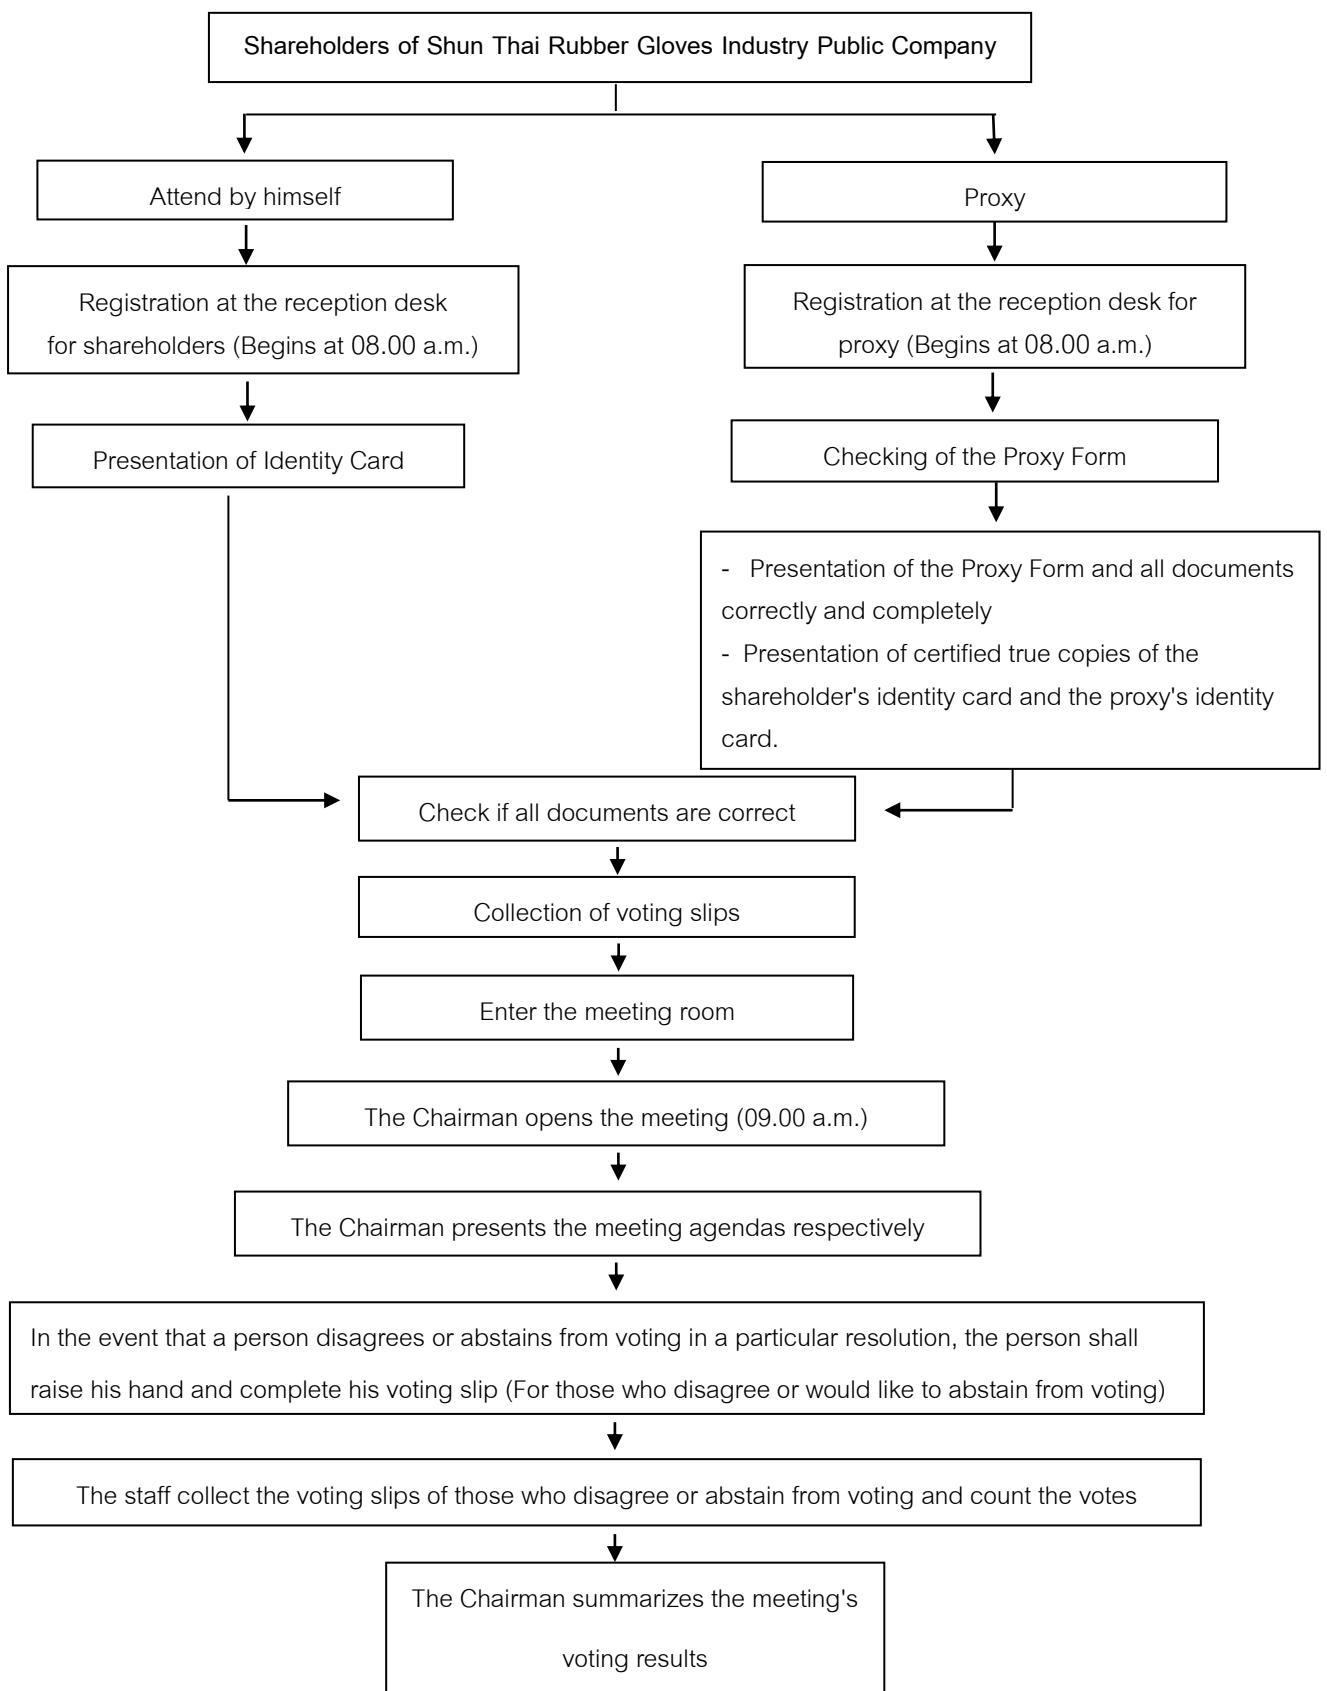 Shareholders of Shun Thai Rubber Gloves Industry Public Company
Attend by himself
Proxy
Registration at the reception desk
for shareholders (Begins at 08.00 a.m.)
Registration at the reception desk for
proxy (Begins at 08.00 a.m.)
Presentation of Identity Card
Checking of the Proxy Form
- Presentation of the Proxy Form and all documents
correctly and completely
- Presentation of certified true copies of the
shareholder's identity card and the proxy's identity
card.
Check if all documents are correct
Collection of voting slips
Enter the meeting room
The Chairman opens the meeting (09.00 a.m.)
The Chairman presents the meeting agendas respectively
In the event that a person disagrees or abstains from voting in a particular resolution, the person shall
raise his hand and complete his voting slip (For those who disagree or would like to abstain from voting)
The staff collect the voting slips of those who disagree or abstain from voting and count the votes
The Chairman summarizes the meeting's
voting results